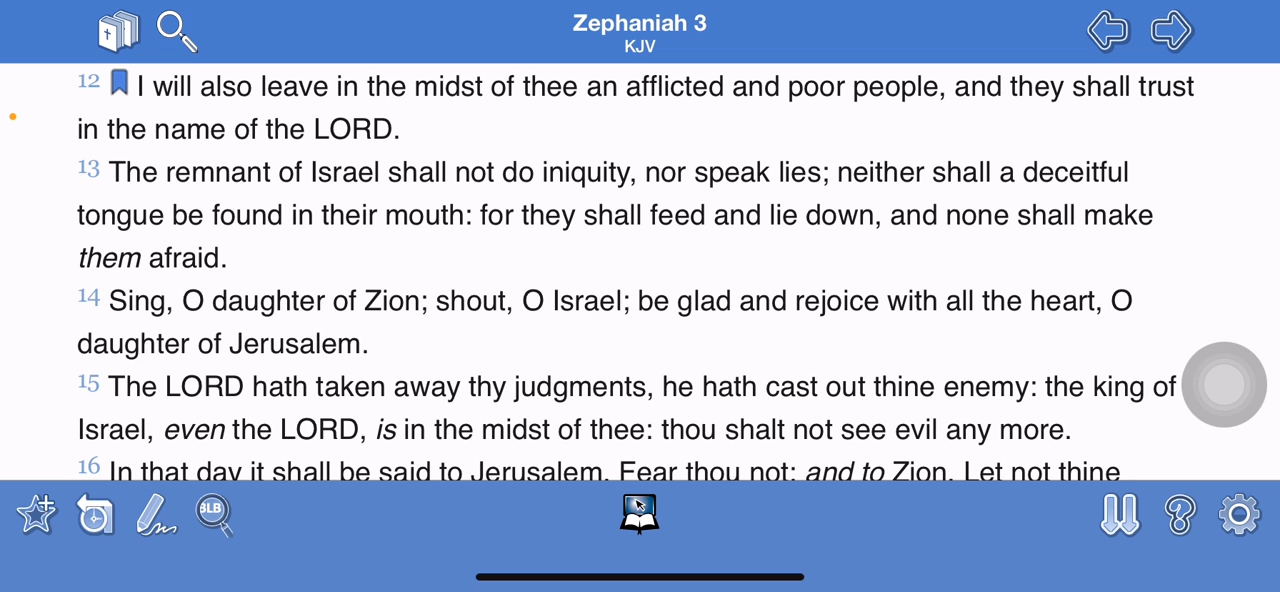 Zephaniah 3
KJV
12 I will also leave in the midst of thee an afflicted and poor people, and they shall trust
in the name of the LORD.
13 The remnant of Israel shall not do iniquity, nor speak lies; neither shall a deceitful
tongue be found in their mouth: for they shall feed and lie down, and none shall make
them afraid.
14 Sing, O daughter of Zion; shout, O Israel; be glad and rejoice with all the heart, O
daughter of Jerusalem.
15 The LORD hath taken away thy judgments, he hath cast out thine enemy: the king of
Israel, even the LORD, is in the midst of thee: thou shalt not see evil any more.
16 In that day it shall be said to Jerusalem, Fear thou not: and to Zion, Let not thine
BLB